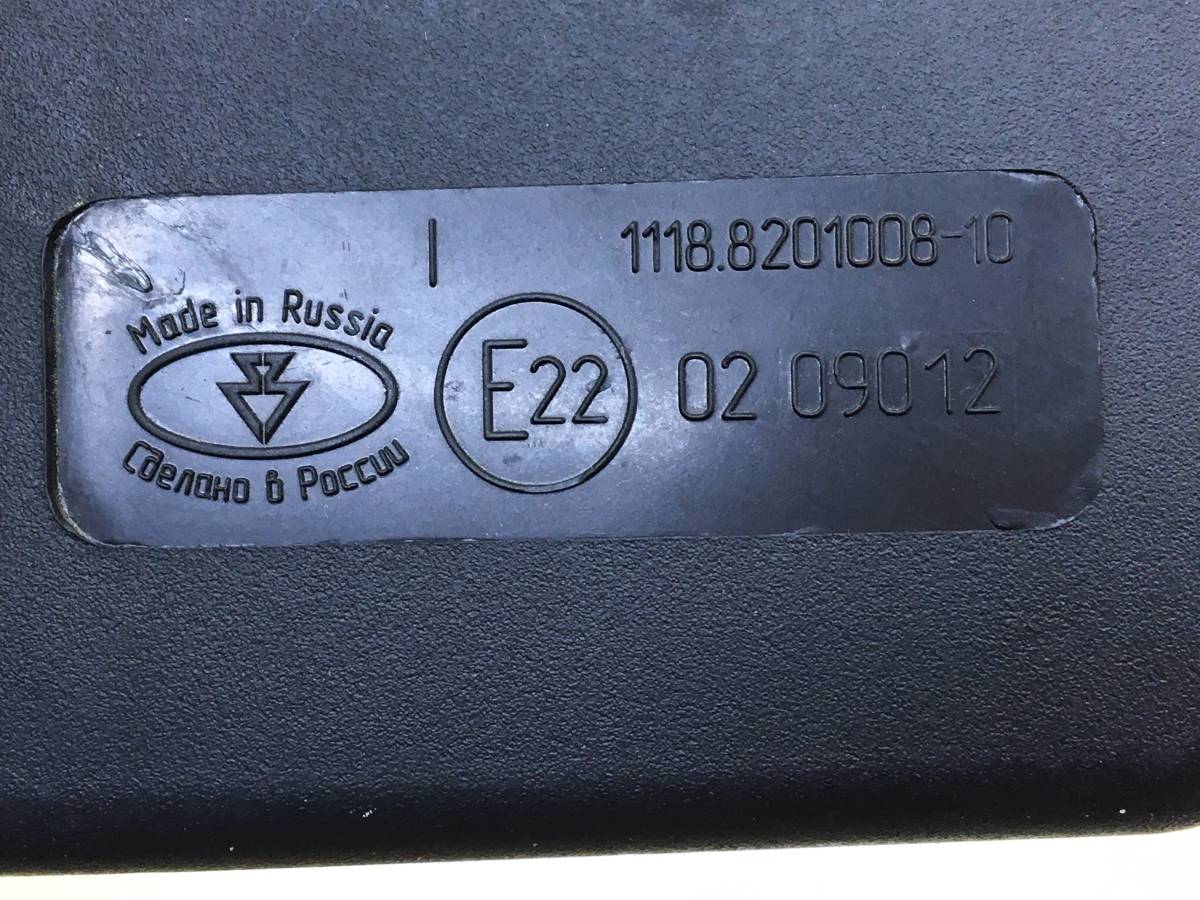 I
1118.8201008-10
Made in Russia
E22
02 09012
Сделано в России